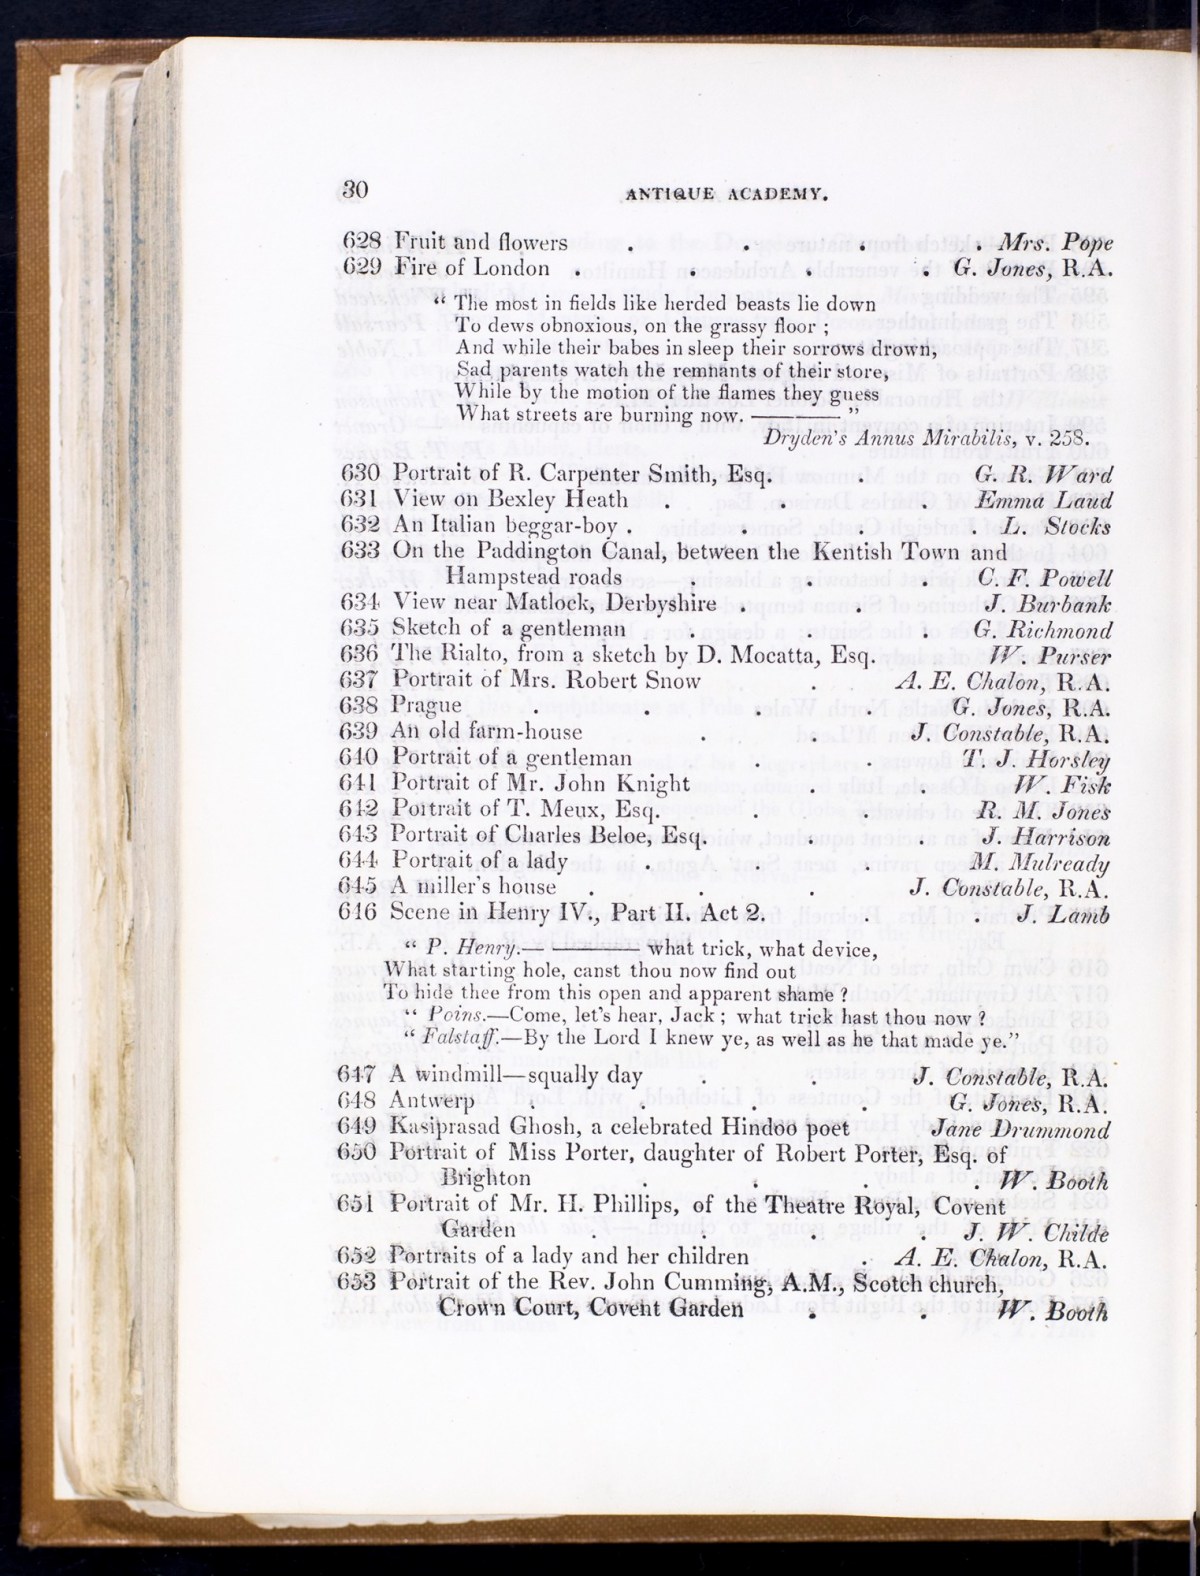 30 ANTIQUE ACADEMY.
628 Fruit and flowers . . . . Mrs. Pope
629 Fire of London . . . . G. Jones, R.A.
“ The most in fields like herded beasts lie down
To dews obnoxious, on the grassy floor ;
And while their babes in sleep their sorrows drown,
Sad parents watch the remnants of their store,
While by the motion of the flames they guess
What streets are burning now. ———— ”
Dryden's Annus Mirabilis, v. 258.
630 Portrait of R. Carpenter Smith, Esq. . G. R. Ward
631 View on Bexley Heath . . . Emma Laud
632 An Italian beggar-boy . . . . L. Stocks
633 On the Paddington Canal, between the Kentish Town and
Hampstead roads . . . C. F. Powell
634 View near Matlock, Derbyshire . . J. Burbank
635 Sketch of a gentleman . . . G. Richmond
636 The Rialto, from a sketch by D. Mocatta, Esq. W. Purser
637 Portrait of Mrs. Robert Snow . A. E. Chalon, R.A.
638 Prague . . . . G. Jones, R.A.
639 An old farm-house . . J. Constable, R.A.
640 Portrait of a gentleman . . T. J. Horsley
641 Portrait of Mr. John Knight . . W. Fisk
642 Portrait of T. Meux, Esq. . . R. M. Jones
643 Portrait of Charles Beloe, Esq. . . J. Harrison
644 Portrait of a lady . . . M. Mulready
645 A miller's house . . . J. Constable, R.A.
646 Scene in Henry IV., Part II. Act 2. . . J. Lamb
“ P. Henry.———— what trick, what device,
What starting hole, canst thou now find out
To hide thee from this open and apparent shame ?
“ Poins.—Come, let's hear, Jack ; what trick hast thou now ?
“ Falstaff.—By the Lord I knew ye, as well as he that made ye.”
647 A windmill—squally day . . J. Constable, R.A.
648 Antwerp . . . . G. Jones, R.A.
649 Kasiprasad Ghosh, a celebrated Hindoo poet Jane Drummond
650 Portrait of Miss Porter, daughter of Robert Porter, Esq. of
Brighton . . . . W. Booth
651 Portrait of Mr. H. Phillips, of the Theatre Royal, Covent
Garden . . . . J. W. Childe
652 Portraits of a lady and her children . A. E. Chalon, R.A.
653 Portrait of the Rev. John Cumming, A.M., Scotch church,
Crown Court, Covent Garden . . W. Booth